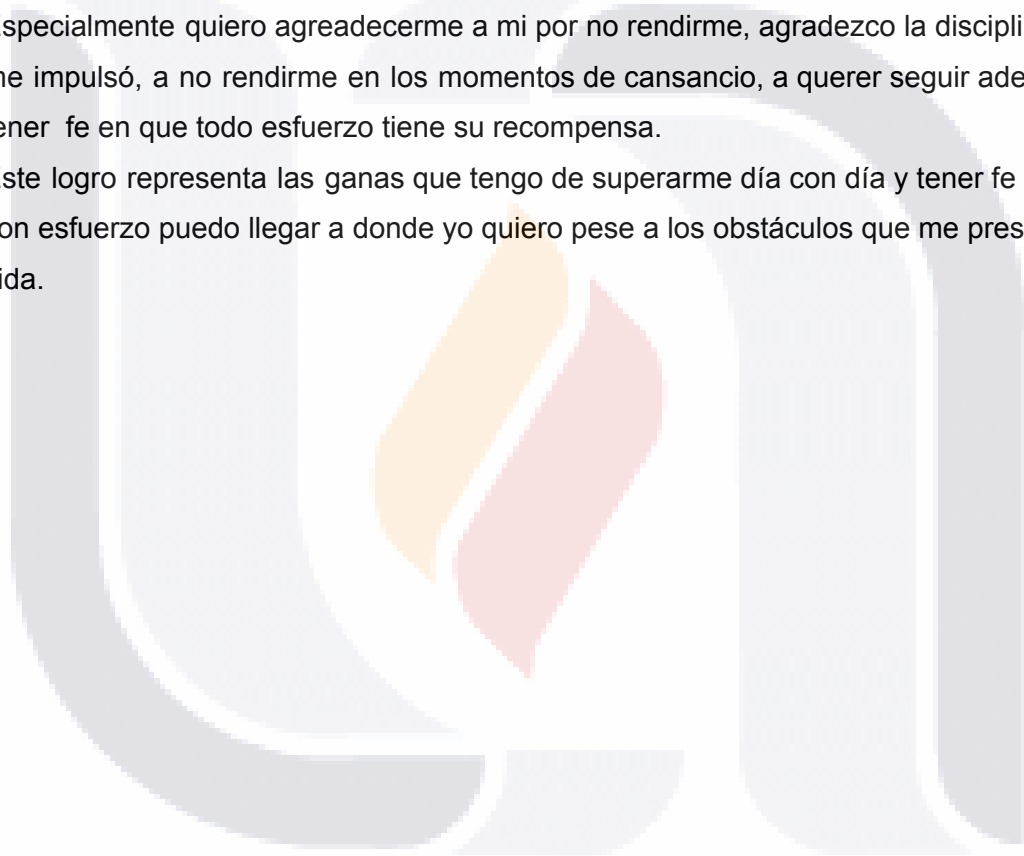 specialmente quiero agreadecerme a mi por no rendirme, agradezco la discipli
me impulsó, a no rendirme en los momentos de cansancio, a querer seguir ade
ener  fe en que todo esfuerzo tiene su recompensa.
ste logro representa las ganas que tengo de superarme día con día y tener fe
on esfuerzo puedo llegar a donde yo quiero pese a los obstáculos que me pres
ida.